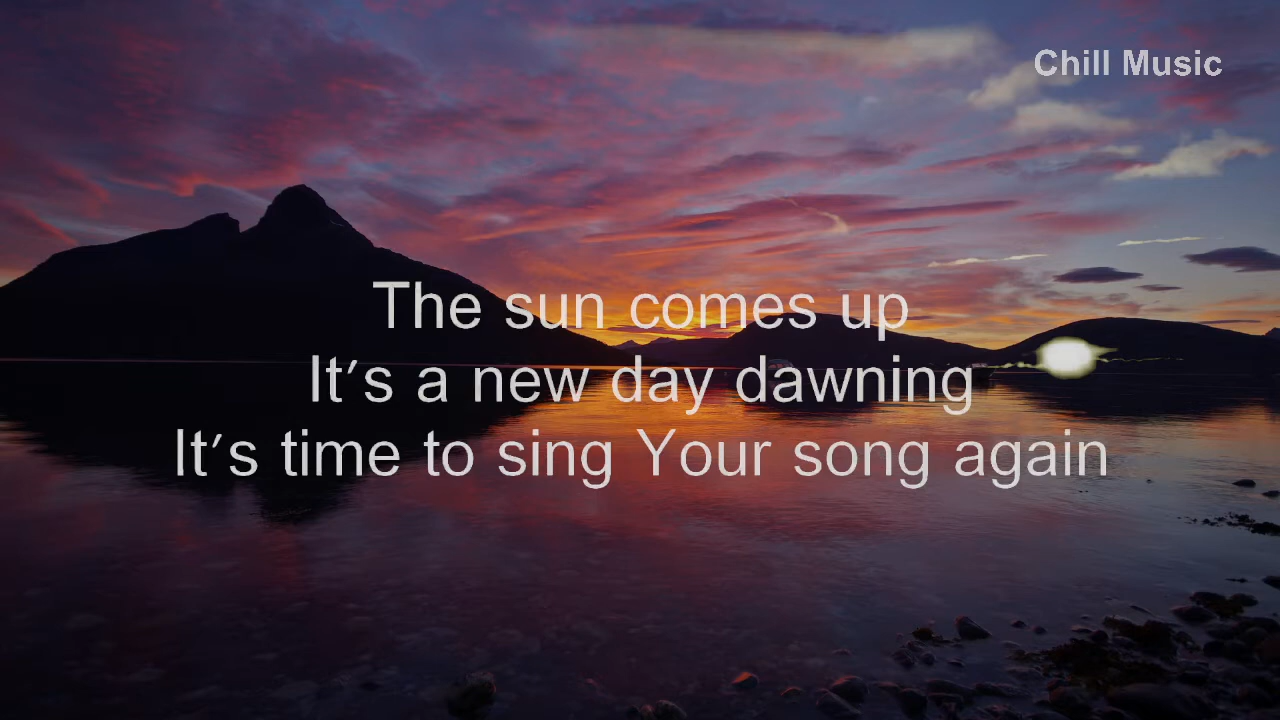 Chill Music
The sun comes up
It's a new day dawning
It's time to sing Your song again